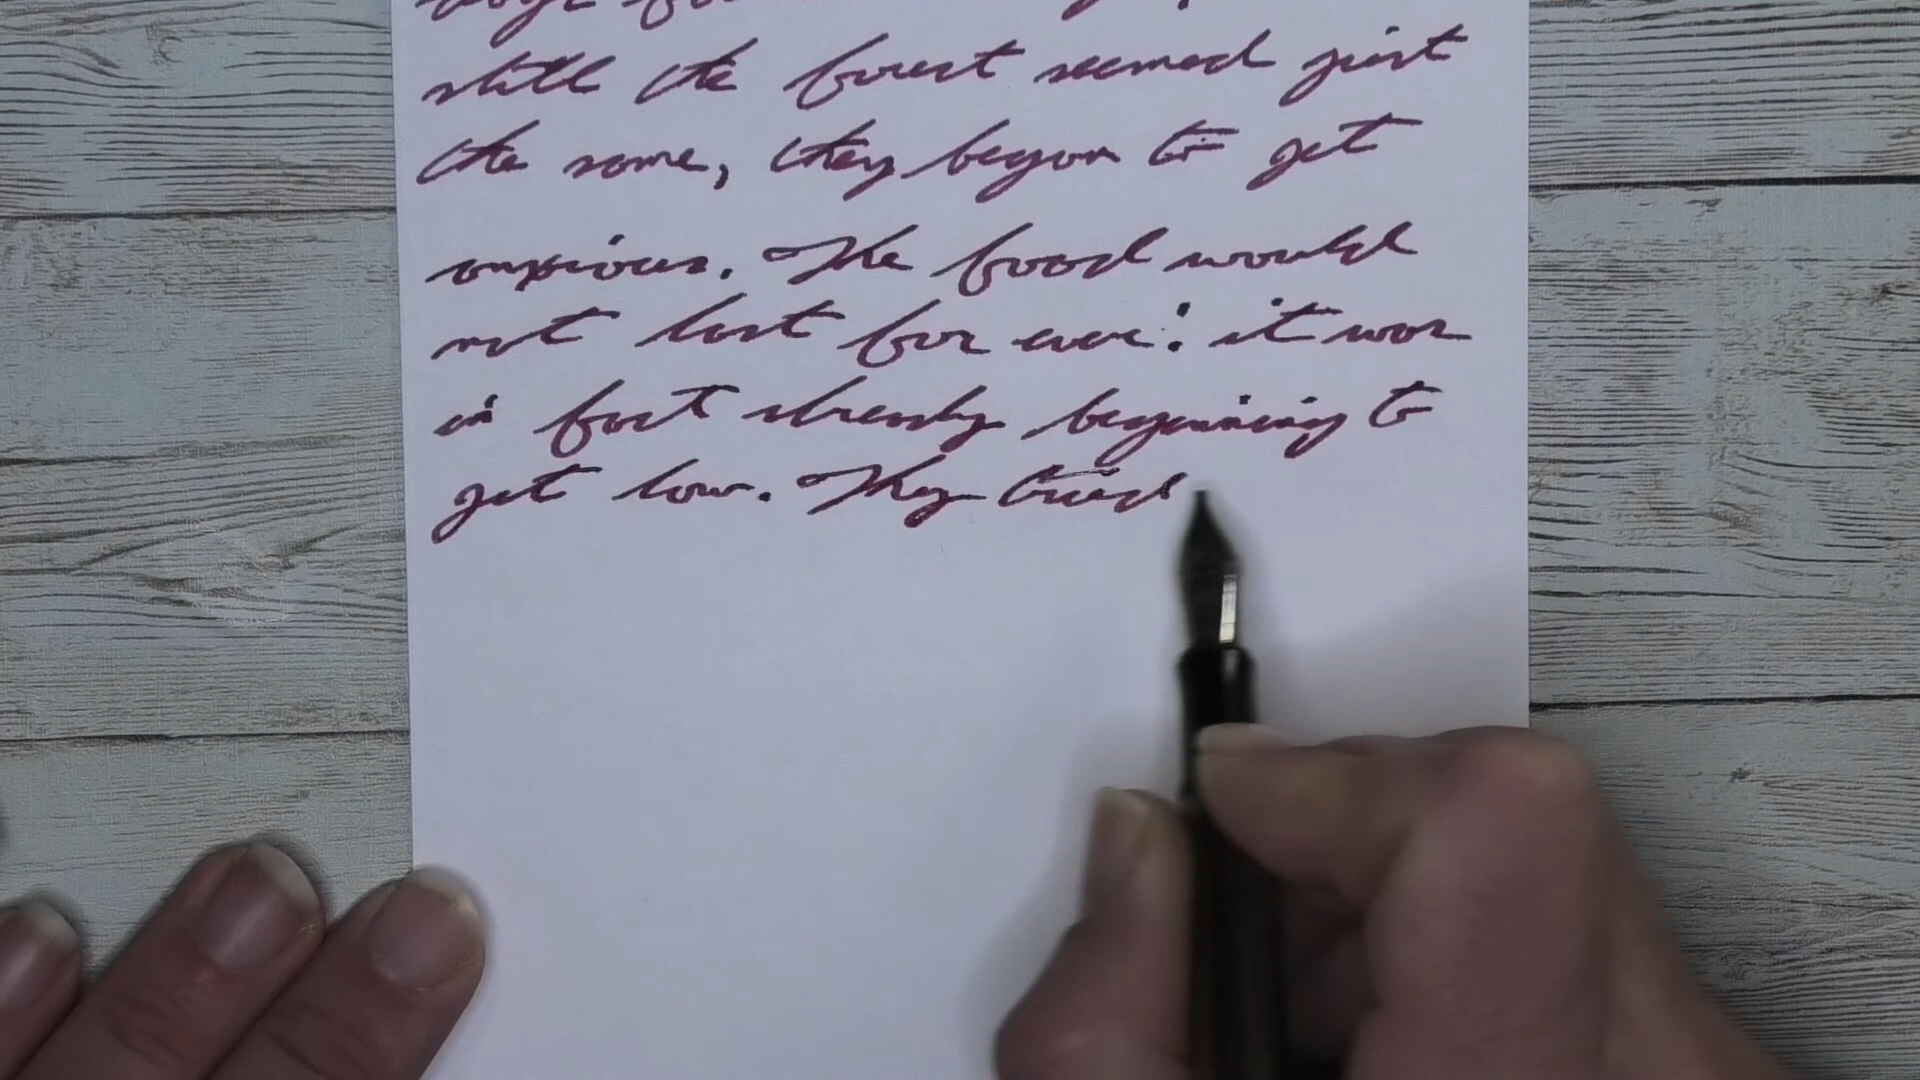 still the forest seemed just
the same, they began to get
anxious. The food would
not last for ever: it was
in fact already beginning to
get low. They tried